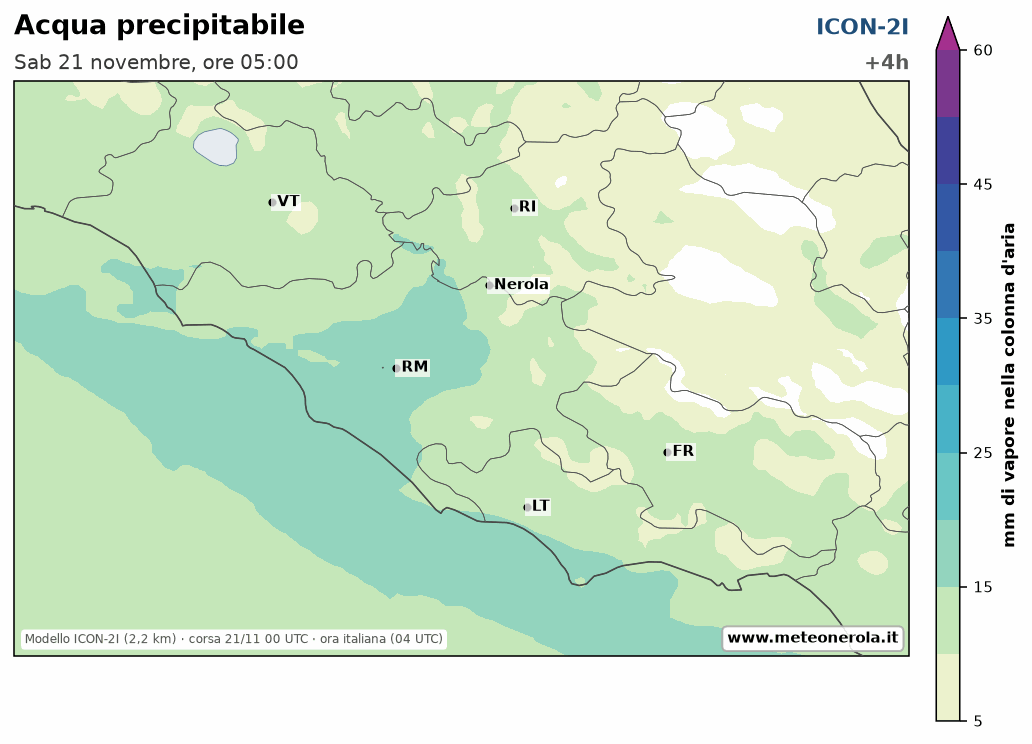 Acqua precipitabile
ICON-2I
Sab 21 novembre, ore 05:00
+4h
60
45
35
25
15
5
mm di vapore nella colonna d'aria
VT
RI
Nerola
RM
FR
LT
Modello ICON-2I (2,2 km) · corsa 21/11 00 UTC · ora italiana (04 UTC)
www.meteonerola.it